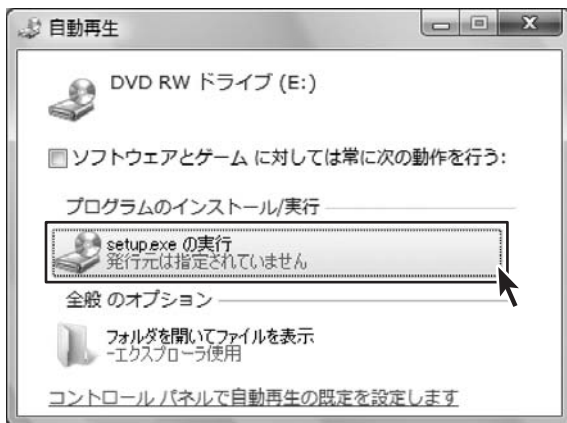 自動再生
DVD RW ドライブ (E:)
ソフトウェアとゲーム に対しては常に次の動作を行う:
プログラムのインストール/実行
setup.exe の実行
発行元は指定されていません
全般 のオプション
フォルダを開いてファイルを表示
-エクスプローラ使用
コントロール パネルで自動再生の既定を設定します